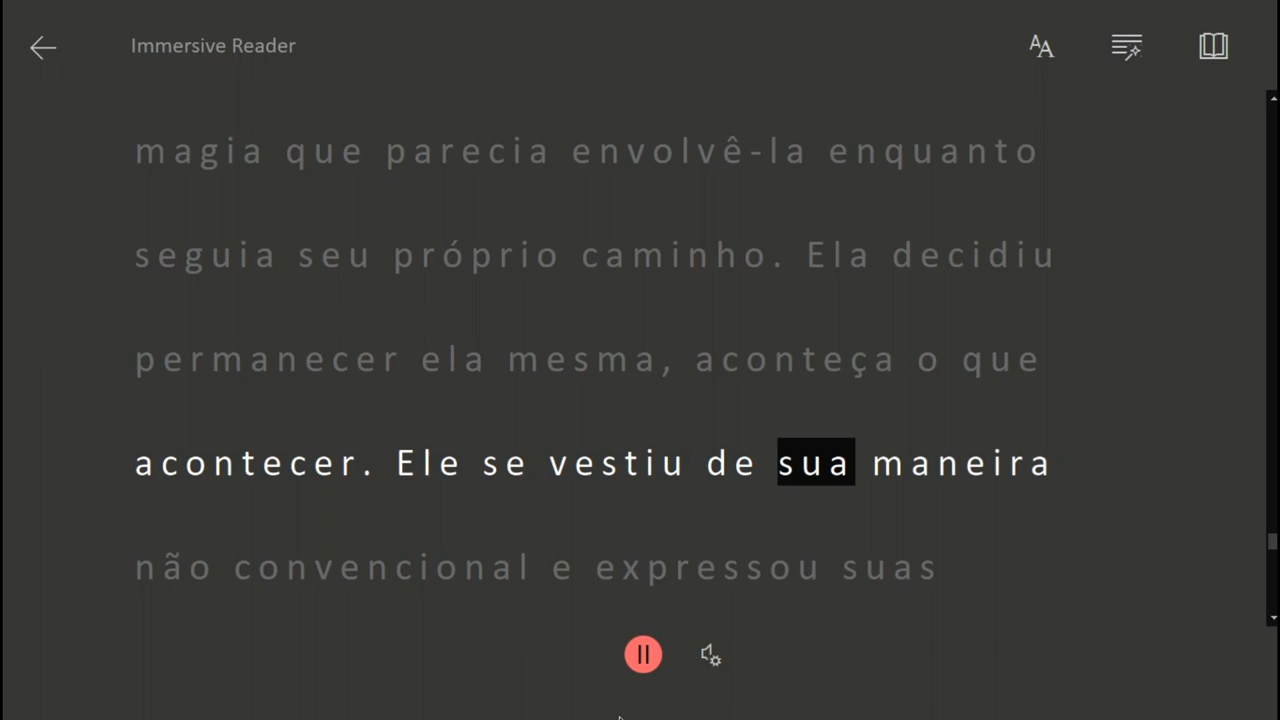 Immersive Reader
magia que parecia envolvê-la enquanto
seguia seu próprio caminho. Ela decidiu
permanecer ela mesma, aconteça o que
acontecer. Ele se vestiu de sua maneira
não convencional e expressou suas